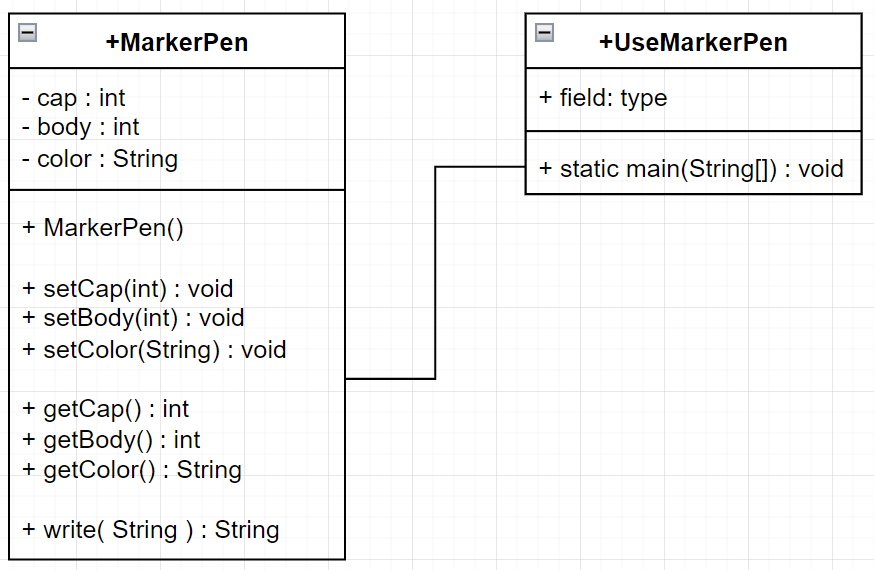 +MarkerPen
- cap : int
- body : int
- color : String
+ MarkerPen()
+ setCap(int) : void
+ setBody(int) : void
+ setColor(String) : void
+ getCap() : int
+ getBody() : int
+ getColor() : String
+ write( String ) : String
+UseMarkerPen
+ field: type
+ static main(String[]) : void